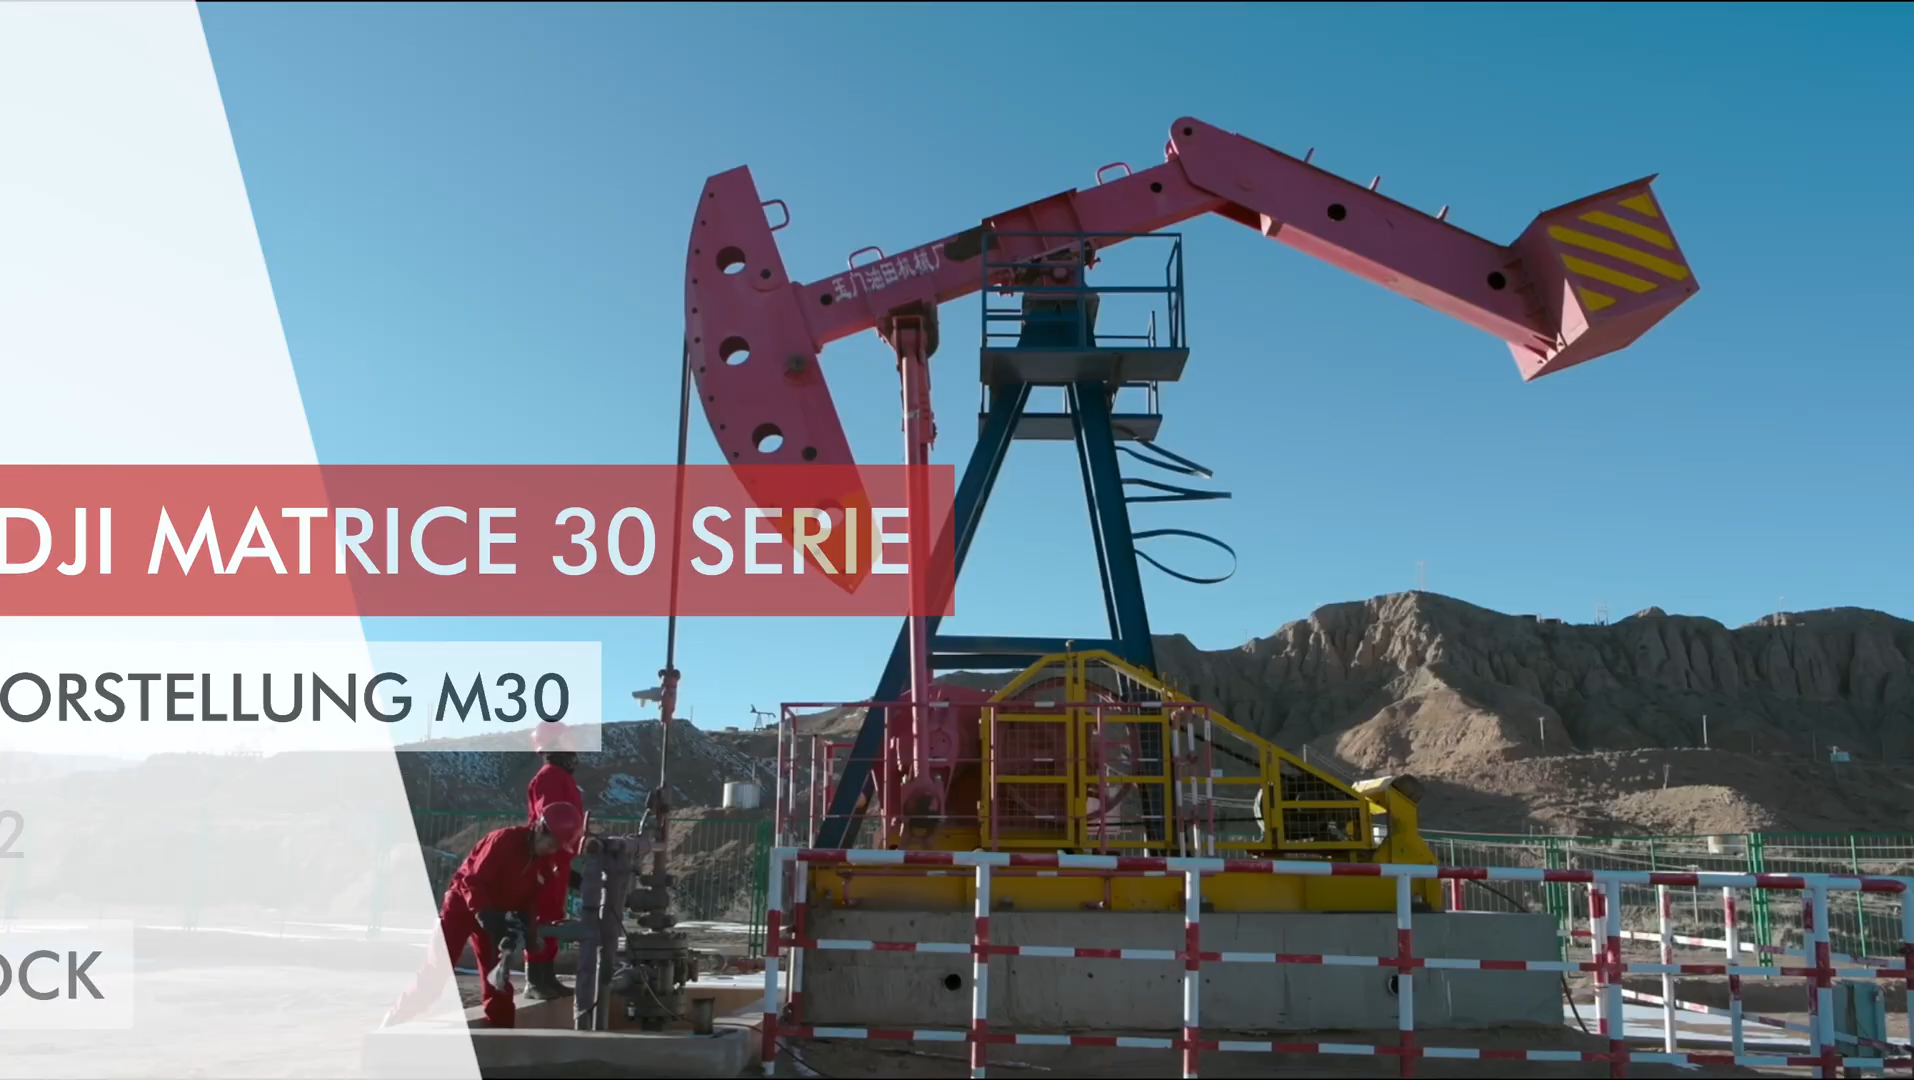 玉门油田机械厂
DJI MATRICE 30 SERIE
ORSTELLUNG M30
2
OCK